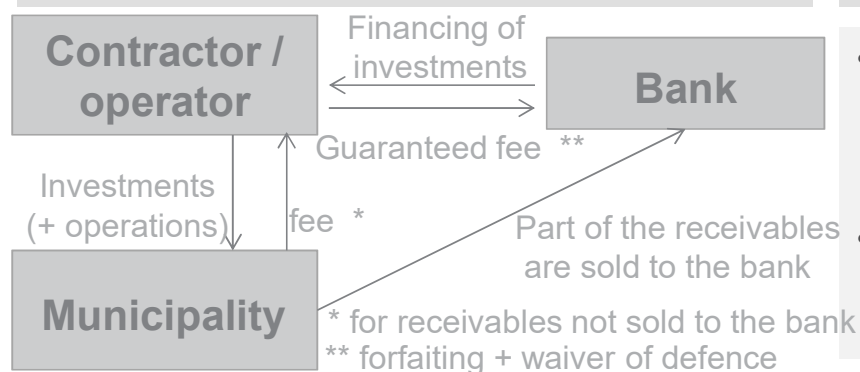 Contractor /
operator
Financing of
investments
Bank
Guaranteed fee **
Investments
(+ operations)
fee *
Part of the receivables
are sold to the bank
Municipality
* for receivables not sold to the bank
** forfaiting + waiver of defence